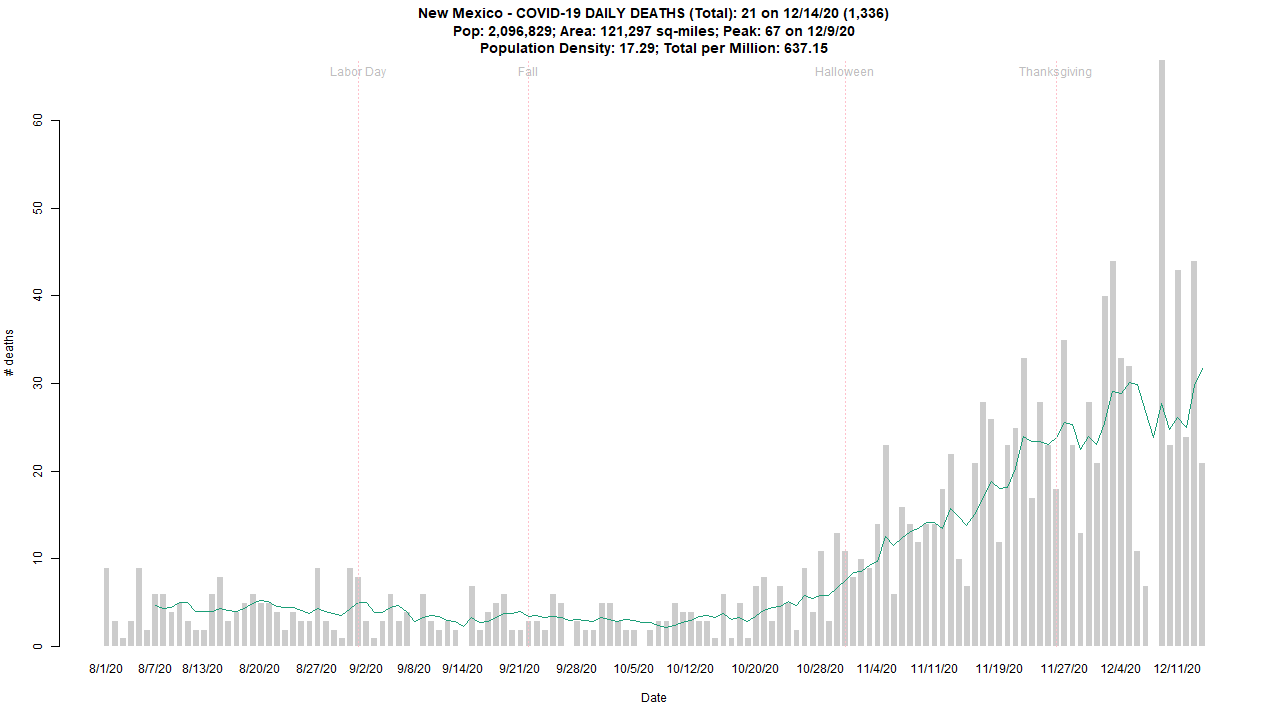 New Mexico - COVID-19 DAILY DEATHS (Total): 21 on 12/14/20 (1,336)
Pop: 2,096,829; Area: 121,297 sq-miles; Peak: 67 on 12/9/20
Population Density: 17.29; Total per Million: 637.15
Labor Day Fall Halloween Thanksgiving
60
50
40
30
20
10
0
# deaths
8/1/20 8/7/20 8/13/20 8/20/20 8/27/20 9/2/20 9/8/20 9/14/20 9/21/20 9/28/20 10/5/20 10/12/20 10/20/20 10/28/20 11/4/20 11/11/20 11/19/20 11/27/20 12/4/20 12/11/20
Date